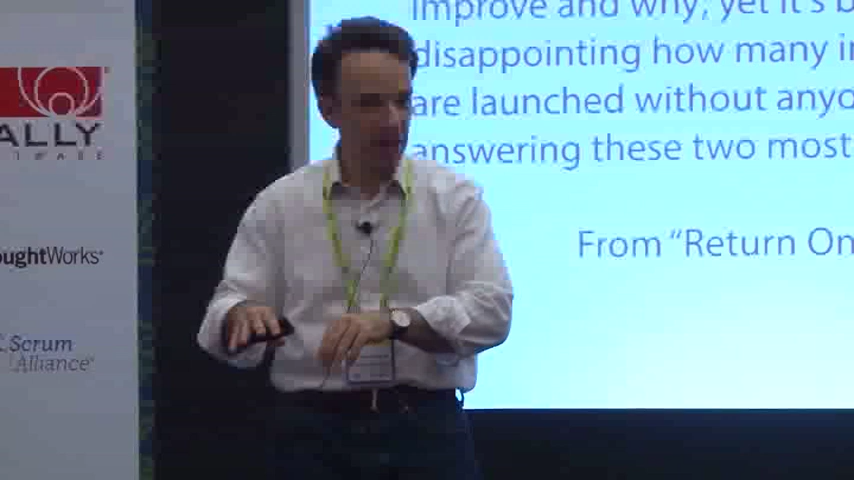 ALLY
oughtWorks®
Scrum
Alliance®
improve and why; yet it's b
disappointing how many i
are launched without anyo
answering these two most
From "Return On